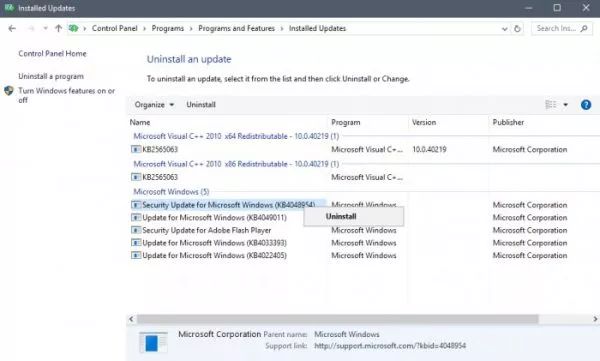 Installed Updates
Control Panel > Programs > Programs and Features > Installed Updates
Search Ins...
Control Panel Home
Uninstall a program
Turn Windows features on or off
Uninstall an update
To uninstall an update, select it from the list and then click Uninstall or Change.
Organize Uninstall
Name Program Version Publisher
Microsoft Visual C++ 2010 x64 Redistributable - 10.0.40219 (1)
KB2565063 Microsoft Visual C... 10.0.40219 Microsoft Corporation
Microsoft Visual C++ 2010 x86 Redistributable - 10.0.40219 (1)
KB2565063 Microsoft Visual C...
Microsoft Windows (5)
Security Update for Microsoft Windows (KB4048954) Microsoft Windows Microsoft Corporation
Uninstall
Update for Microsoft Windows (KB4049011) Microsoft Corporation
Security Update for Adobe Flash Player Microsoft Windows Microsoft Corporation
Update for Microsoft Windows (KB4033393) Microsoft Windows Microsoft Corporation
Update for Microsoft Windows (KB4022405) Microsoft Windows Microsoft Corporation
Microsoft Corporation Parent name: Microsoft Windows
Support link: http://support.microsoft.com/?kbid=4048954